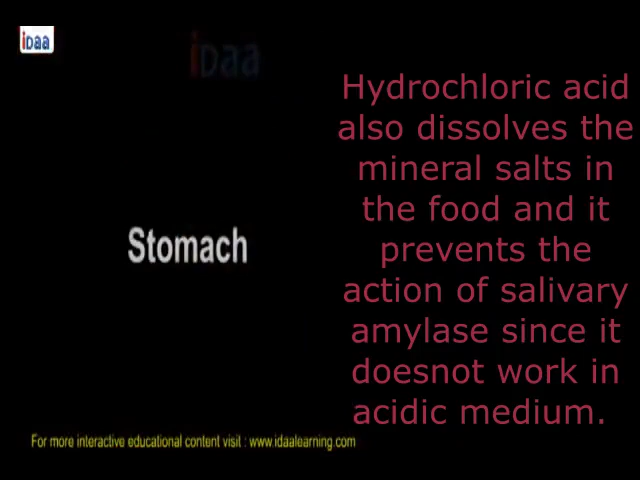 iDaa
iDaa
Hydrochloric acid
also dissolves the
mineral salts in
the food and it
prevents the
action of salivary
amylase since it
doesnot work in
acidic medium.
Stomach
For more interactive educational content visit : www.idaalearning.com